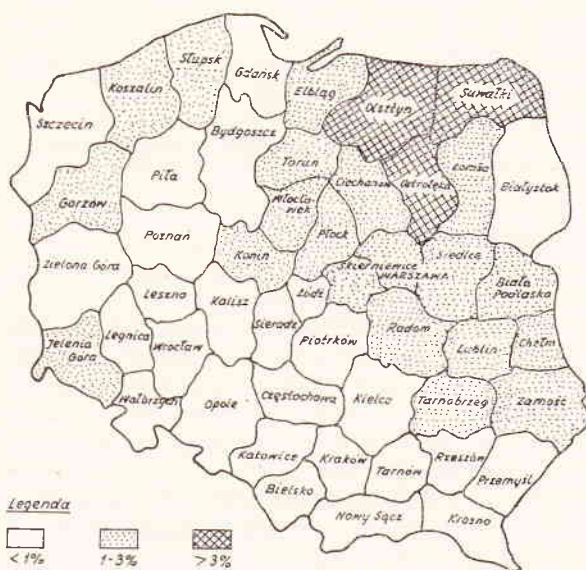 Koszalin
Słupsk
Gdańsk
Elbląg
Olsztyn
Suwałki
Szczecin
Bydgoszcz
Toruń
Łomża
Piła
Włocła-
wek
Ciechanów
Ostrołęka
Białystok
Gorzów
Poznań
Konin
Płock
Zielona Góra
Skierniewice
WARSZAWA
Siedlce
Biała
Podlaska
Leszno
Kalisz
Łódź
Sieradz
Jelenia
Góra
Legnica
Wrocław
Piotrków
Radom
Lublin
Chełm
Wałbrzych
Opole
Częstochowa
Kielce
Tarnobrzeg
Zamość
Katowice
Kraków
Tarnów
Rzeszów
Przemyśl
Bielsko
Nowy Sącz
Krosno
Legenda
<1%
1-3%
>3%